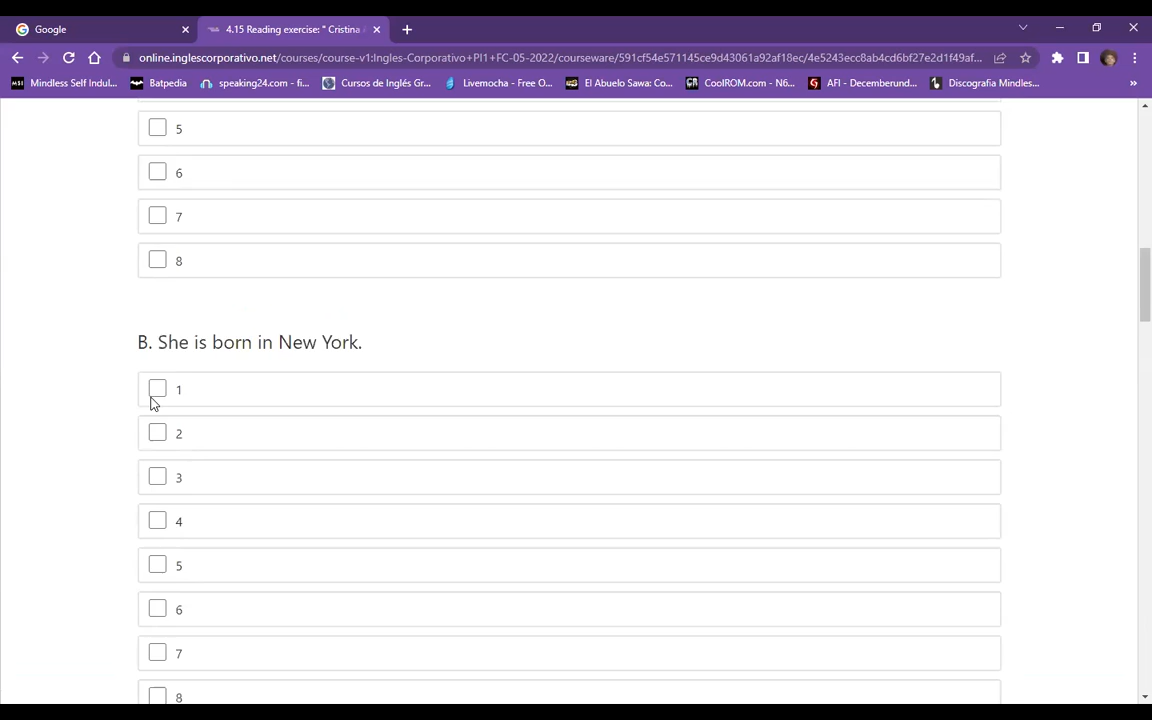 Google
4.15 Reading exercise: " Cristina
online.inglescorporativo.net/courses/course-v1:Ingles-Corporativo+PI1+FC-05-2022/courseware/591cf54e571145ce9d43061a92af18ec/4e5243ecc8ab4cd6bf27e2d1f49af...
Mindless Self Indul... Batpedia speaking24.com - fi... Cursos de Inglés Gr... Livemocha - Free O... El Abuelo Sawa: Co... CoolROM.com - N6... AFI - Decemberund... Discografia Mindles... »
5
6
7
8
B. She is born in New York.
1
2
3
4
5
6
7
8